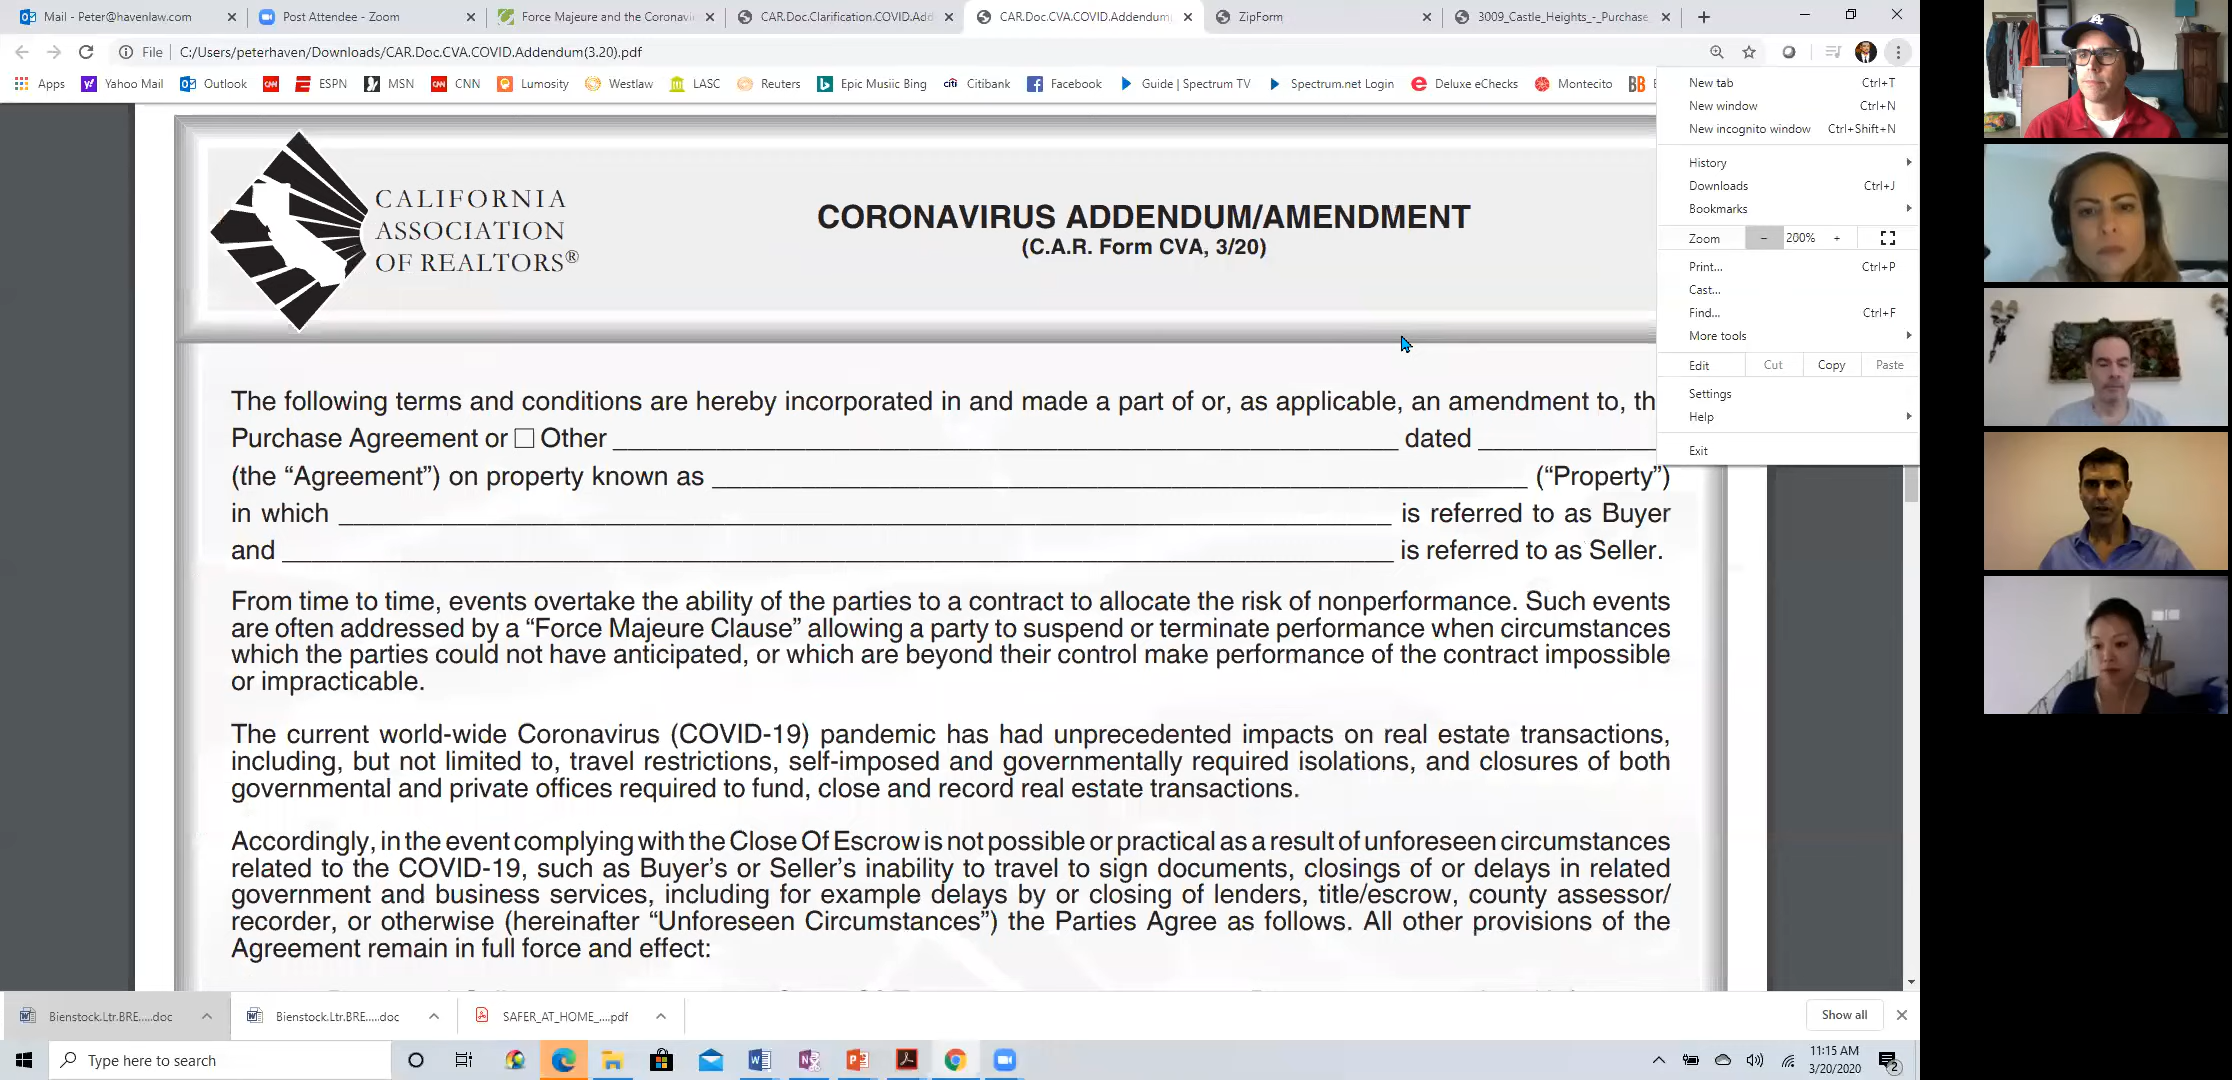 Mail - Peter@havenlaw.com
Post Attendee - Zoom
Force Majeure and the Coronavi
CAR.Doc.Clarification.COVID.Add
CAR.Doc.CVA.COVID.Addendum
ZipForm
3009_Castle_Heights_-_Purchase
File | C:/Users/peterhaven/Downloads/CAR.Doc.CVA.COVID.Addendum(3.20).pdf
Apps Yahoo Mail Outlook CNN ESPN MSN CNN Lumosity Westlaw LASC Reuters Epic Musiic Bing citi Citibank Facebook Guide | Spectrum TV Spectrum.net Login Deluxe eChecks Montecito BB
New tab Ctrl+T
New window Ctrl+N
New incognito window Ctrl+Shift+N
History
Downloads Ctrl+J
Bookmarks
Zoom - 200% +
Print... Ctrl+P
Cast...
Find... Ctrl+F
More tools
Edit Cut Copy Paste
Settings
Help
Exit
CALIFORNIA
ASSOCIATION
OF REALTORS®
CORONAVIRUS ADDENDUM/AMENDMENT
(C.A.R. Form CVA, 3/20)
The following terms and conditions are hereby incorporated in and made a part of or, as applicable, an amendment to, th
Purchase Agreement or ☐ Other ____ dated ____
(the “Agreement”) on property known as ____ (“Property”)
in which ____ is referred to as Buyer
and ____ is referred to as Seller.
From time to time, events overtake the ability of the parties to a contract to allocate the risk of nonperformance. Such events
are often addressed by a “Force Majeure Clause” allowing a party to suspend or terminate performance when circumstances
which the parties could not have anticipated, or which are beyond their control make performance of the contract impossible
or impracticable.
The current world-wide Coronavirus (COVID-19) pandemic has had unprecedented impacts on real estate transactions,
including, but not limited to, travel restrictions, self-imposed and governmentally required isolations, and closures of both
governmental and private offices required to fund, close and record real estate transactions.
Accordingly, in the event complying with the Close Of Escrow is not possible or practical as a result of unforeseen circumstances
related to the COVID-19, such as Buyer’s or Seller’s inability to travel to sign documents, closings of or delays in related
government and business services, including for example delays by or closing of lenders, title/escrow, county assessor/
recorder, or otherwise (hereinafter “Unforeseen Circumstances”) the Parties Agree as follows. All other provisions of the
Agreement remain in full force and effect:
Bienstock.Ltr.BRE.....doc
Bienstock.Ltr.BRE.....doc
SAFER_AT_HOME_....pdf
Show all
Type here to search
11:15 AM
3/20/2020
2
LA